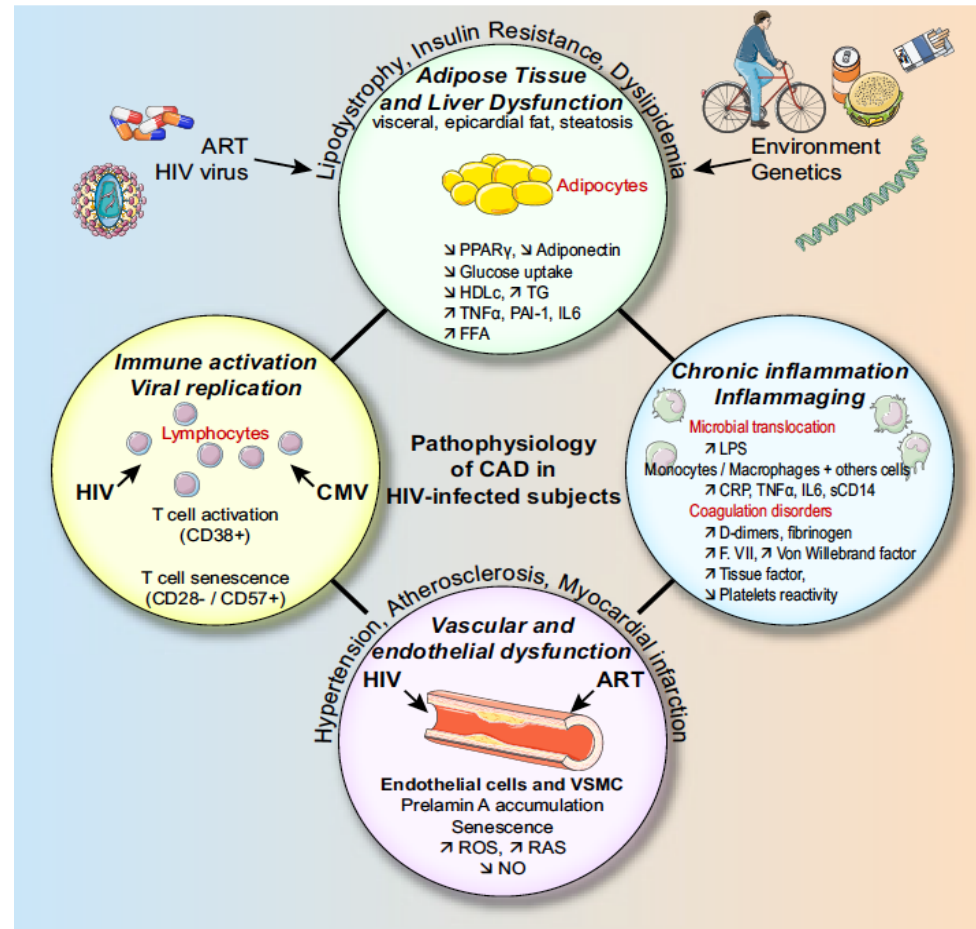 Lipodystrophy, Insulin Resistance, Dyslipidemia
Adipose Tissue
and Liver Dysfunction
visceral, epicardial fat, steatosis
Adipocytes
↘ PPARγ, ↘ Adiponectin
↘ Glucose uptake
↘ HDLc, ↗ TG
↗ TNFα, PAI-1, IL6
↗ FFA
ART
HIV virus
Environment
Genetics
Immune activation
Viral replication
Lymphocytes
HIV
CMV
T cell activation
(CD38+)
T cell senescence
(CD28- / CD57+)
Pathophysiology
of CAD in
HIV-infected subjects
Chronic inflammation
Inflammaging
Microbial translocation
↗ LPS
Monocytes / Macrophages + others cells
↗ CRP, TNFα, IL6, sCD14
Coagulation disorders
↗ D-dimers, fibrinogen
↗ F. VII, ↗ Von Willebrand factor
↗ Tissue factor,
↘ Platelets reactivity
Hypertension, Atherosclerosis, Myocardial infarction
Vascular and
endothelial dysfunction
HIV
ART
Endothelial cells and VSMC
Prelamin A accumulation
Senescence
↗ ROS, ↗ RAS
↘ NO